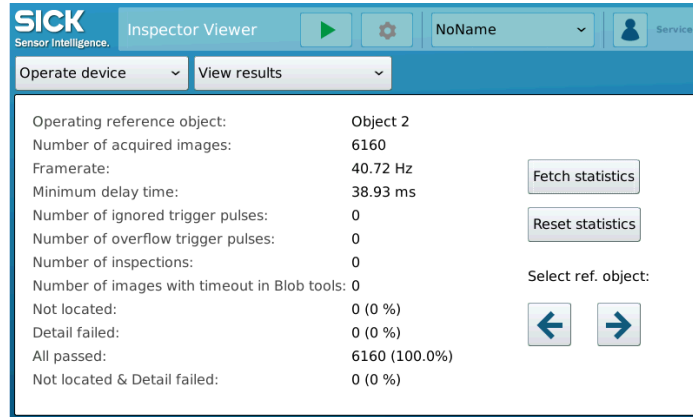 SICK
Sensor Intelligence.
Inspector Viewer
NoName
Service
Operate device
View results
Operating reference object: Object 2
Number of acquired images: 6160
Framerate: 40.72 Hz
Minimum delay time: 38.93 ms
Number of ignored trigger pulses: 0
Number of overflow trigger pulses: 0
Number of inspections: 0
Number of images with timeout in Blob tools: 0
Not located: 0 (0 %)
Detail failed: 0 (0 %)
All passed: 6160 (100.0%)
Not located & Detail failed: 0 (0 %)
Fetch statistics
Reset statistics
Select ref. object: